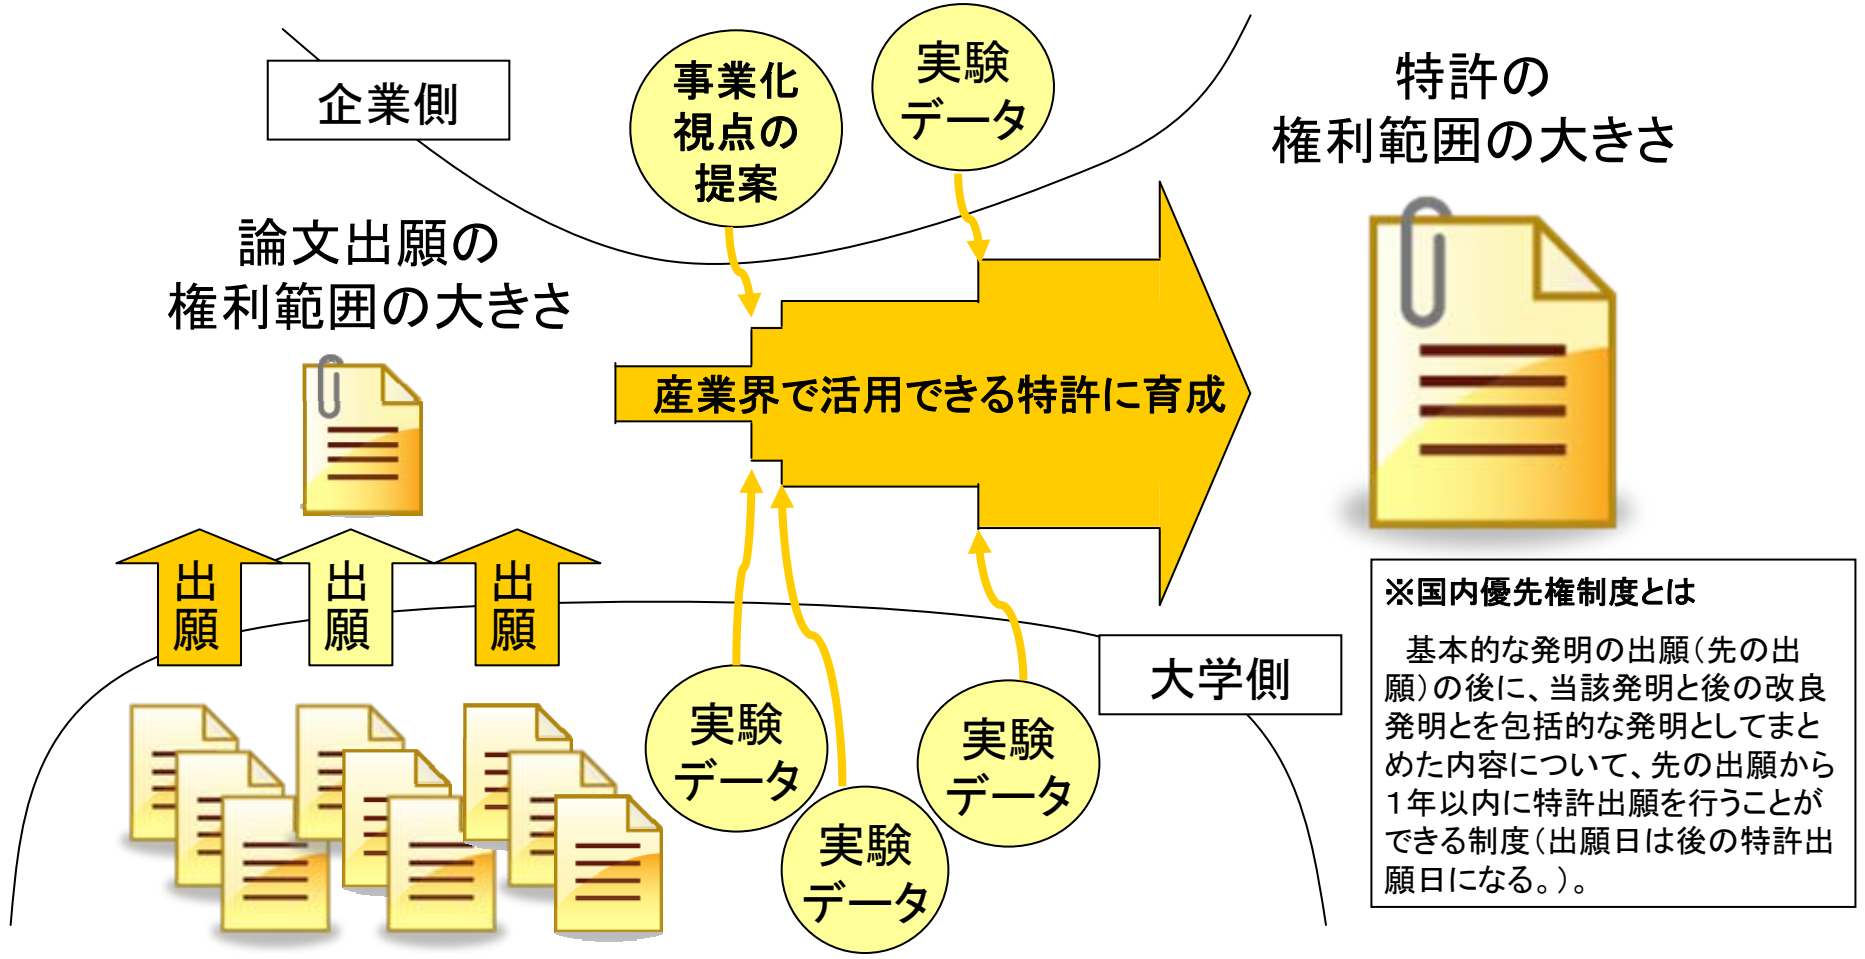 企業側
事業化
視点の
提案
実験
データ
特許の
権利範囲の大きさ
論文出願の
権利範囲の大きさ
産業界で活用できる特許に育成
出
願
出
願
出
願
大学側
実験
データ
実験
データ
実験
データ
※国内優先権制度とは
基本的な発明の出願(先の出
願)の後に、当該発明と後の改良
発明とを包括的な発明としてまと
めた内容について、先の出願から
1年以内に特許出願を行うことが
できる制度(出願日は後の特許出
願日になる。)。